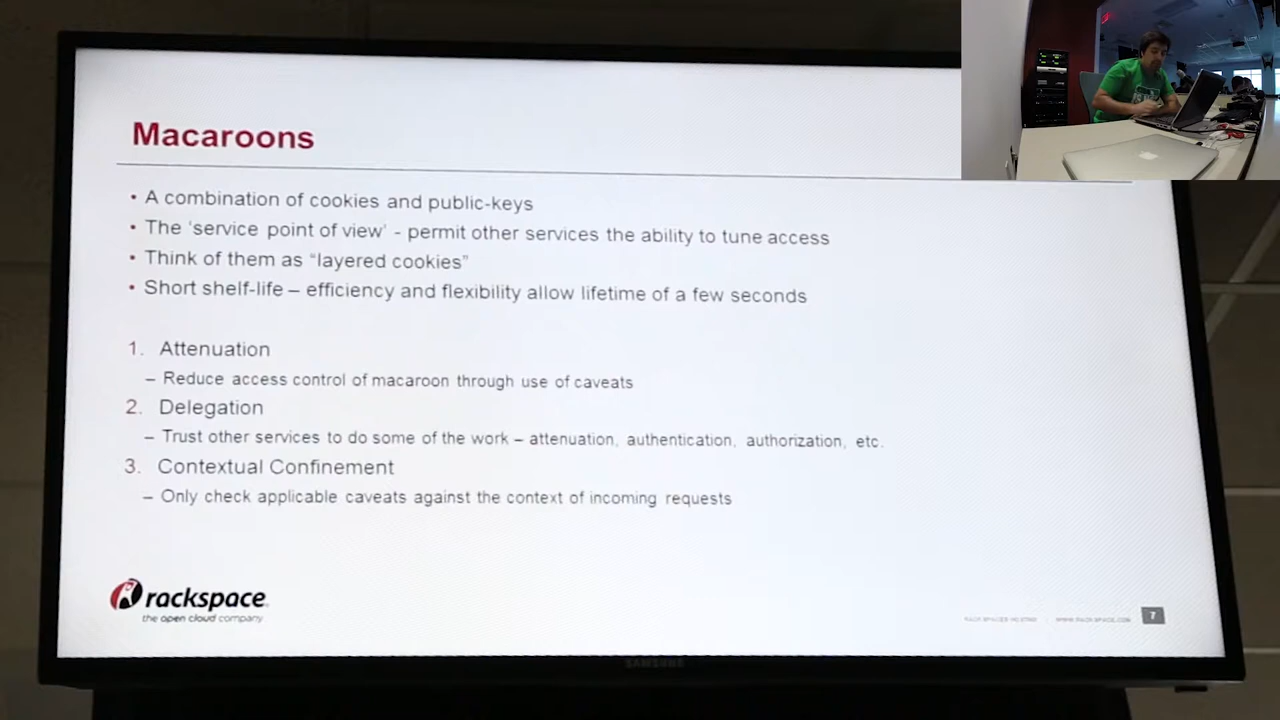 Macaroons
• A combination of cookies and public-keys
• The 'service point of view' - permit other services the ability to tune access
• Think of them as "layered cookies"
• Short shelf-life – efficiency and flexibility allow lifetime of a few seconds
1. Attenuation
– Reduce access control of macaroon through use of caveats
2. Delegation
– Trust other services to do some of the work – attenuation, authentication, authorization, etc.
3. Contextual Confinement
– Only check applicable caveats against the context of incoming requests
rackspace
the open cloud company
WWW.RACKSPACE.COM
7
SAMSUNG